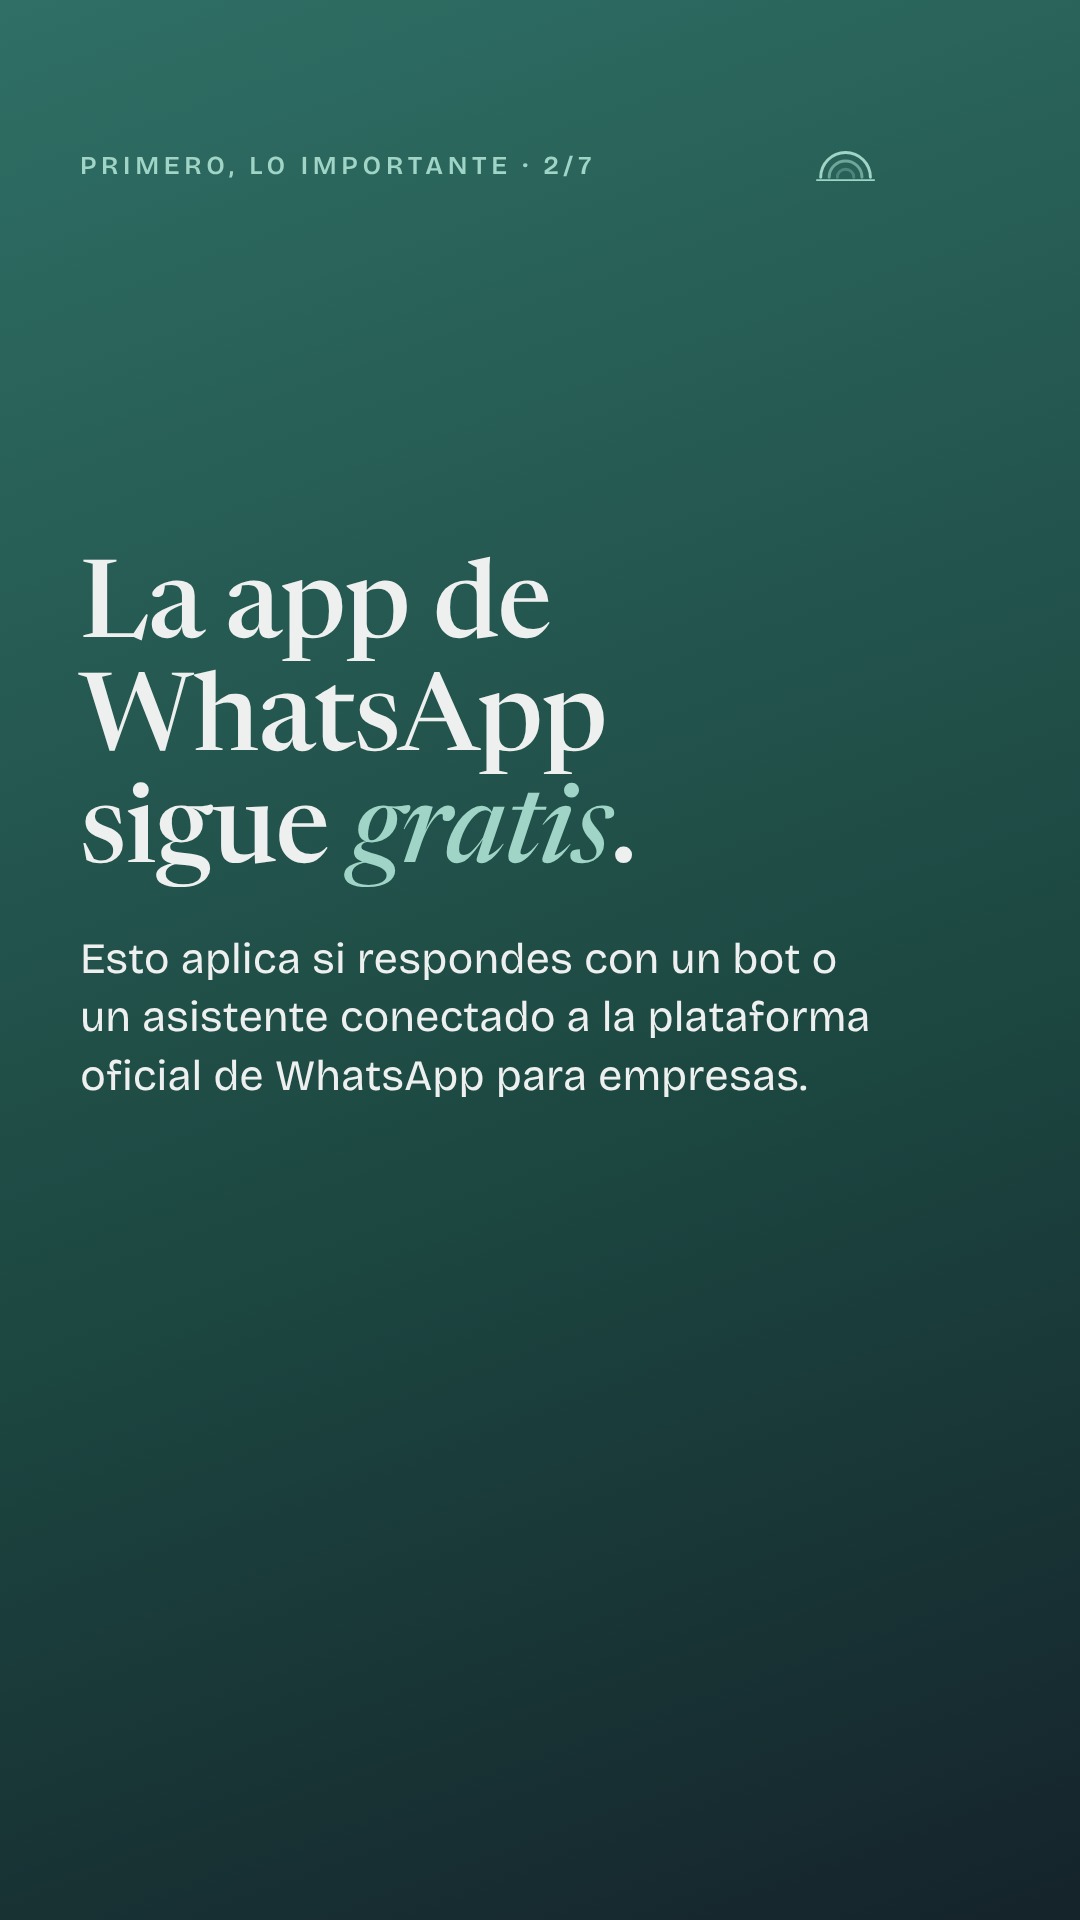 PRIMERO, LO IMPORTANTE · 2/7
La app de
WhatsApp
sigue gratis.
Esto aplica si respondes con un bot o
un asistente conectado a la plataforma
oficial de WhatsApp para empresas.